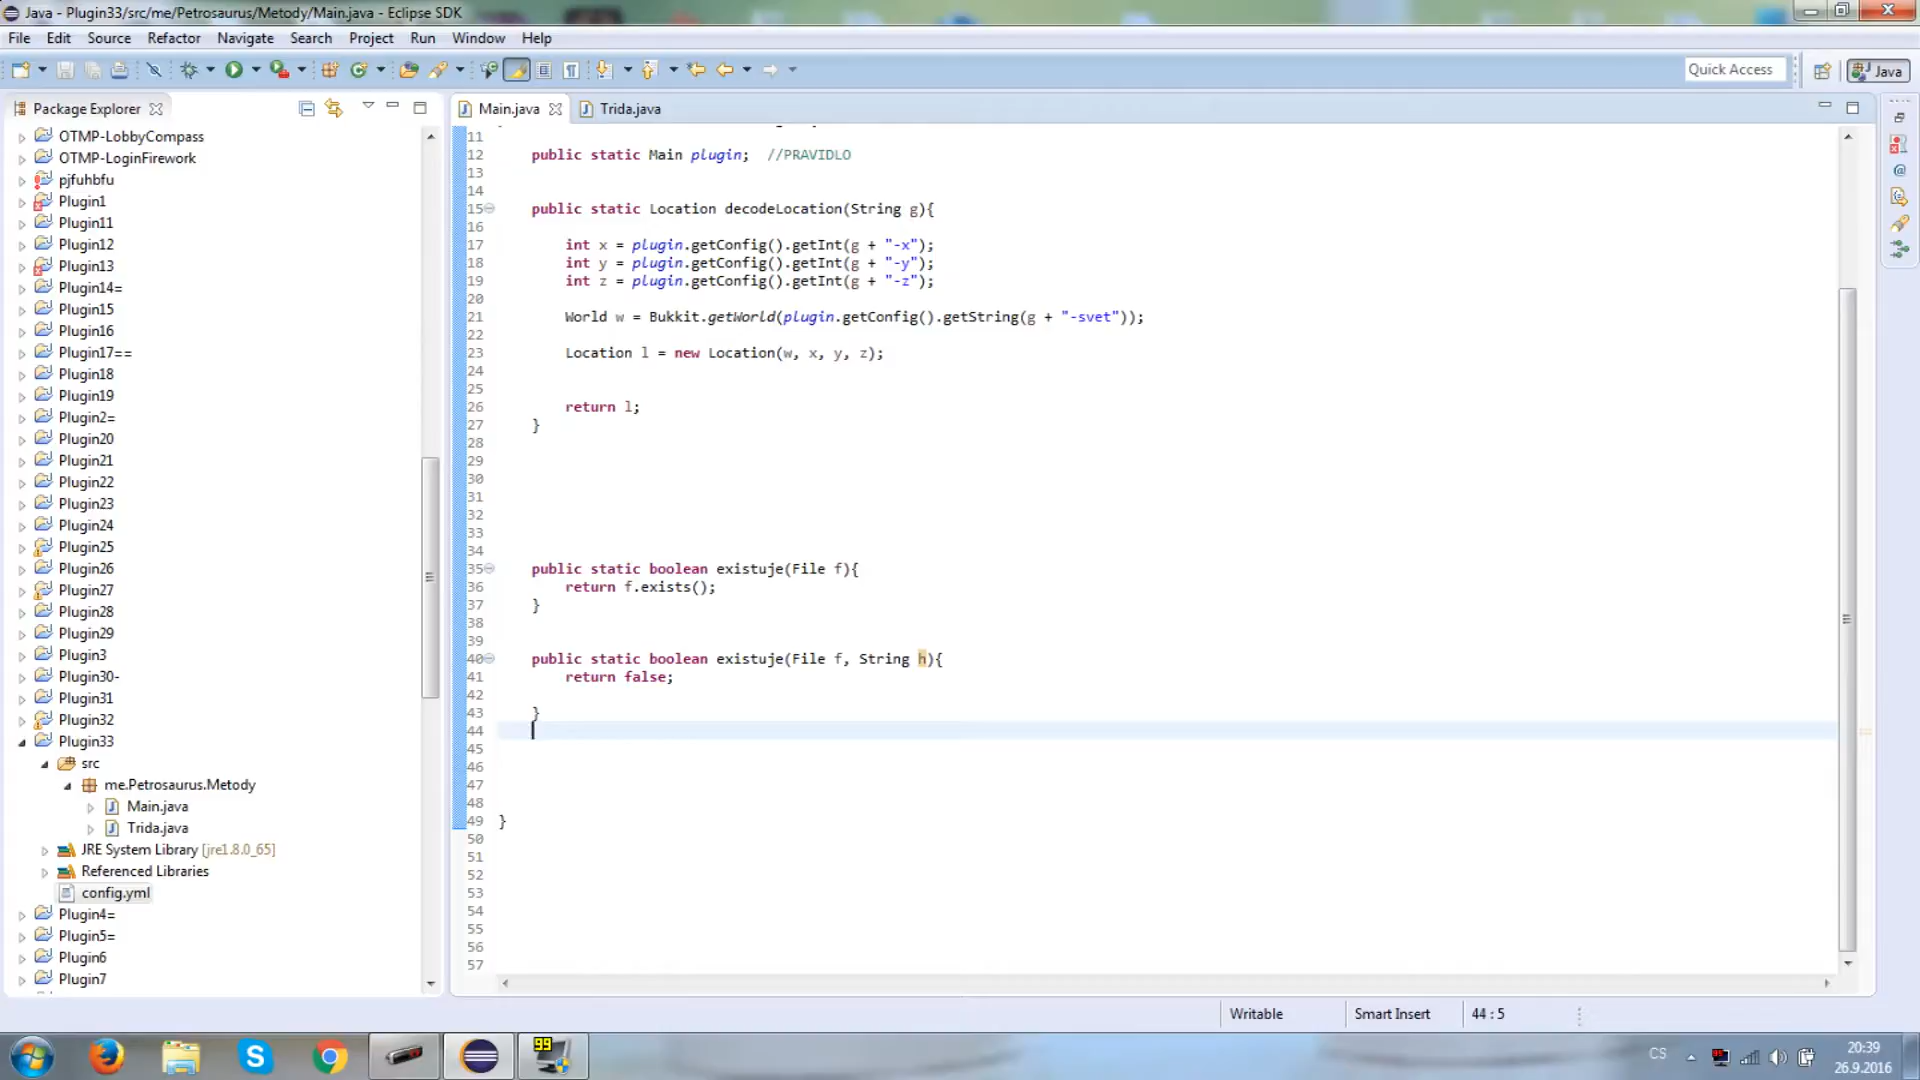 Java - Plugin33/src/me/Petrosaurus/Metody/Main.java - Eclipse SDK
File Edit Source Refactor Navigate Search Project Run Window Help
Quick Access
Java
Package Explorer
Main.java
Trida.java
OTMP-LobbyCompass
OTMP-LoginFirework
pjfuhbfu
Plugin1
Plugin11
Plugin12
Plugin13
Plugin14=
Plugin15
Plugin16
Plugin17==
Plugin18
Plugin19
Plugin2=
Plugin20
Plugin21
Plugin22
Plugin23
Plugin24
Plugin25
Plugin26
Plugin27
Plugin28
Plugin29
Plugin3
Plugin30-
Plugin31
Plugin32
Plugin33
src
me.Petrosaurus.Metody
Main.java
Trida.java
JRE System Library [jre1.8.0_65]
Referenced Libraries
config.yml
Plugin4=
Plugin5=
Plugin6
Plugin7
11
12 public static Main plugin; //PRAVIDLO
13
14
15 public static Location decodeLocation(String g){
16
17 int x = plugin.getConfig().getInt(g + "-x");
18 int y = plugin.getConfig().getInt(g + "-y");
19 int z = plugin.getConfig().getInt(g + "-z");
20
21 World w = Bukkit.getWorld(plugin.getConfig().getString(g + "-svet"));
22
23 Location l = new Location(w, x, y, z);
24
25
26 return l;
27 }
28
29
30
31
32
33
34
35 public static boolean existuje(File f){
36 return f.exists();
37 }
38
39
40 public static boolean existuje(File f, String h){
41 return false;
42
43 }
44
45
46
47
48
49 }
50
51
52
53
54
55
56
57
Writable
Smart Insert
44 : 5
99
CS
20:39
26.9.2016